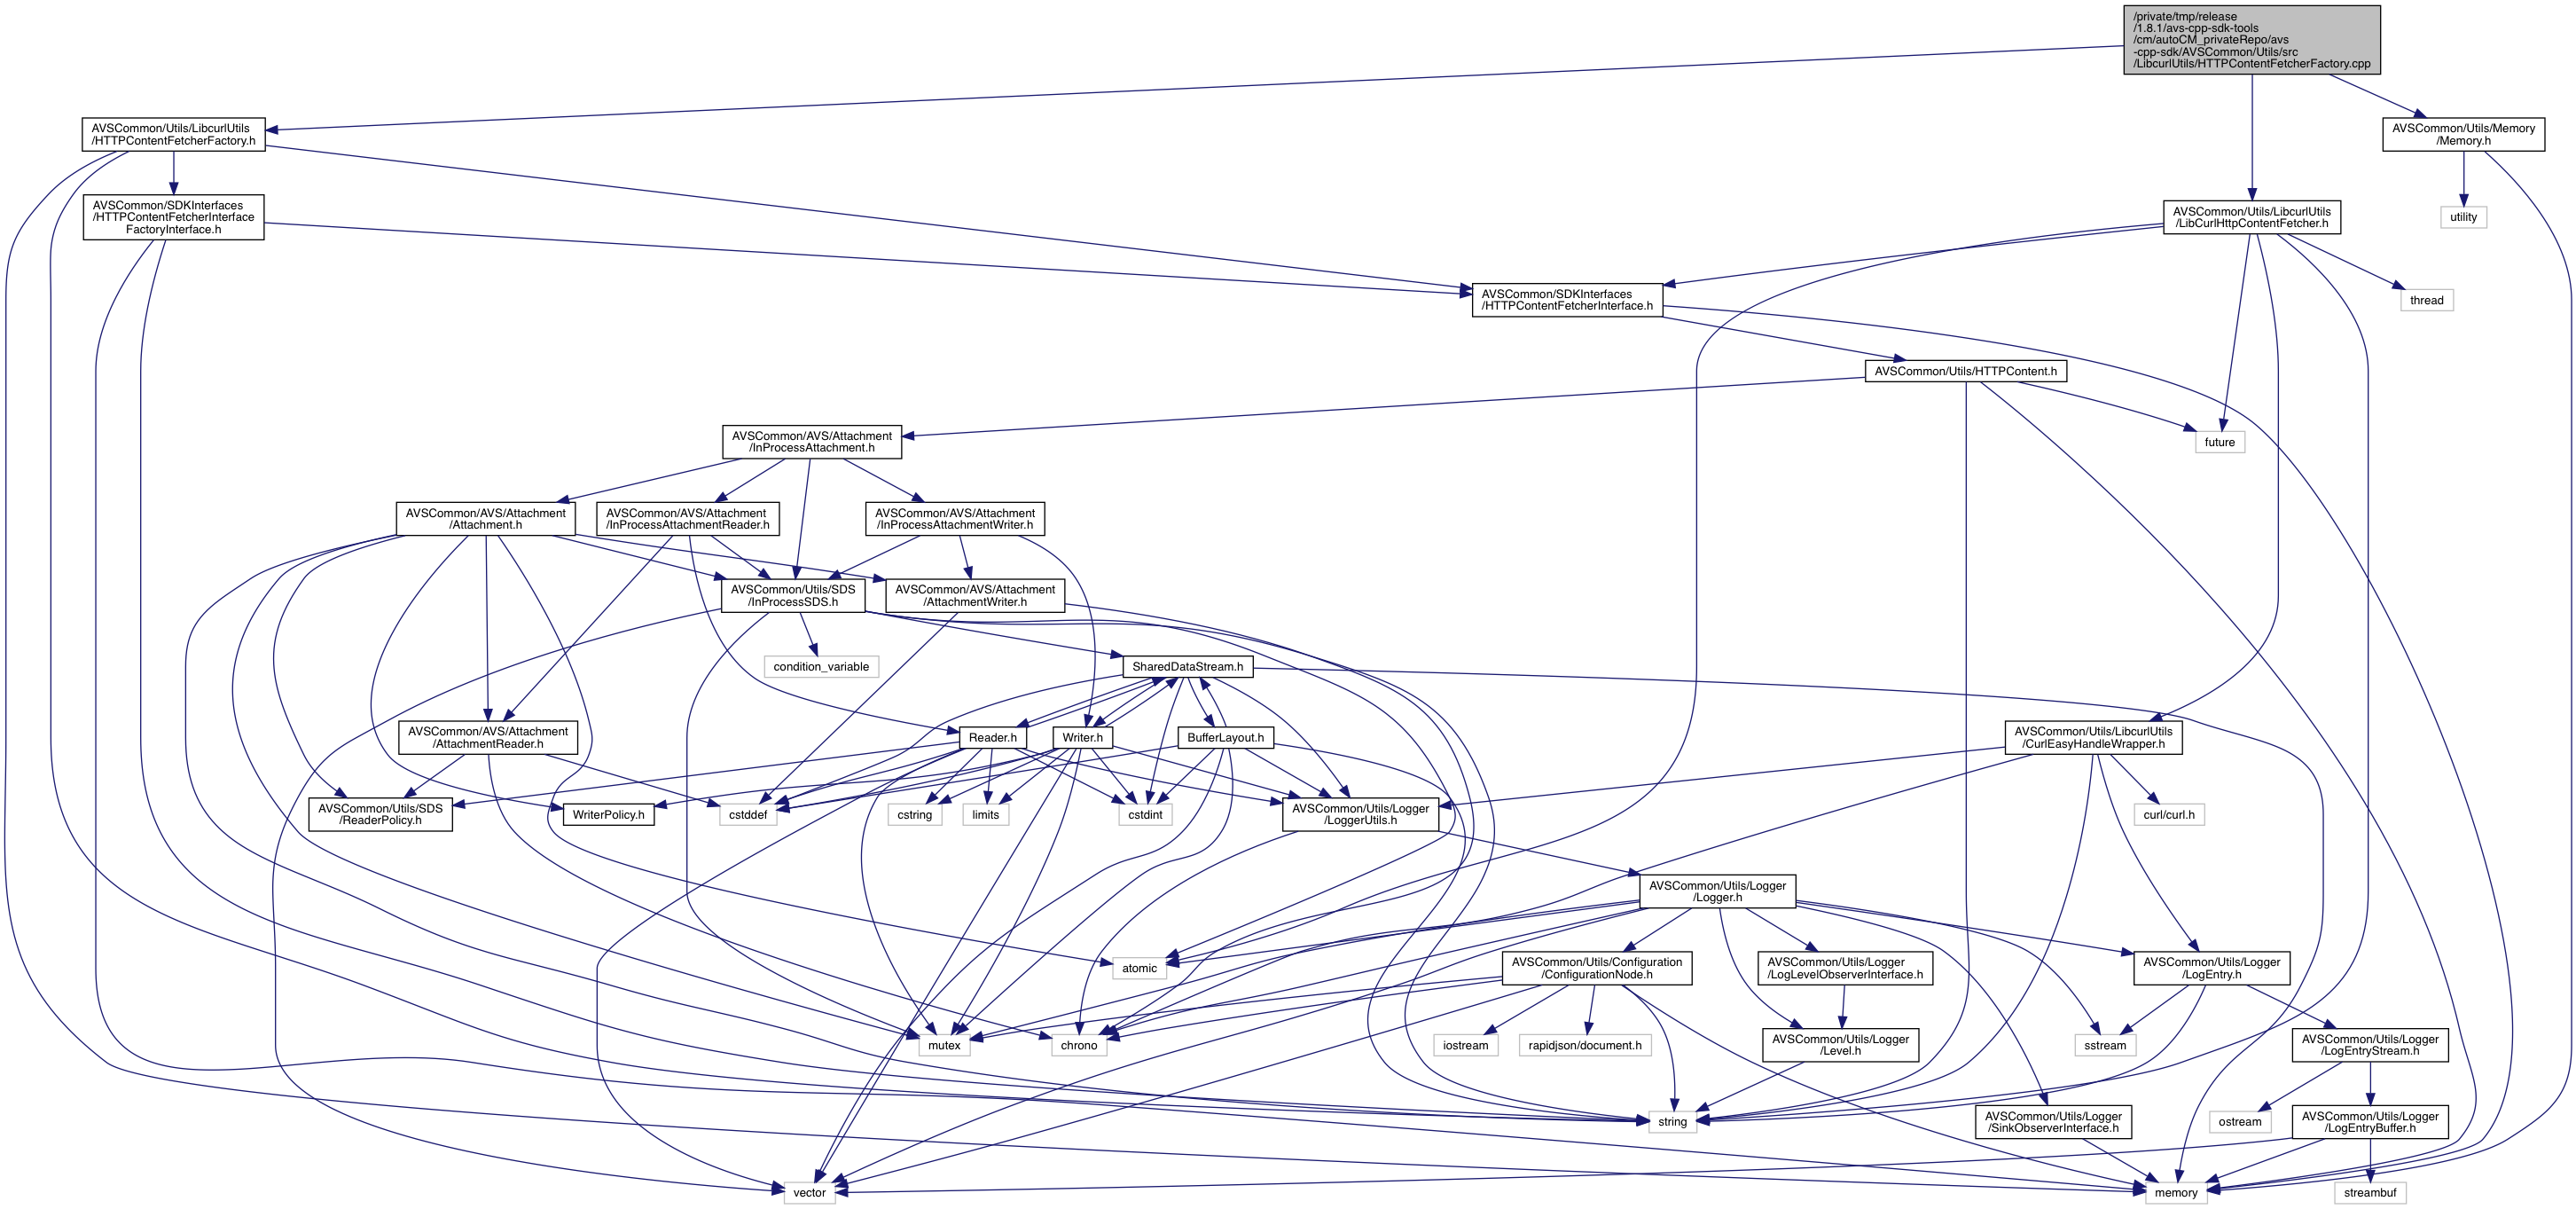 /private/tmp/release
/1.8.1/avs-cpp-sdk-tools
/cm/autoCM_privateRepo/avs
-cpp-sdk/AVSCommon/Utils/src
/LibcurlUtils/HTTPContentFetcherFactory.cpp
AVSCommon/Utils/LibcurlUtils
/HTTPContentFetcherFactory.h
AVSCommon/Utils/Memory
/Memory.h
AVSCommon/SDKInterfaces
/HTTPContentFetcherInterface
FactoryInterface.h
AVSCommon/Utils/LibcurlUtils
/LibCurlHttpContentFetcher.h
utility
AVSCommon/SDKInterfaces
/HTTPContentFetcherInterface.h
thread
AVSCommon/Utils/HTTPContent.h
AVSCommon/AVS/Attachment
/InProcessAttachment.h
future
AVSCommon/AVS/Attachment
/Attachment.h
AVSCommon/AVS/Attachment
/InProcessAttachmentReader.h
AVSCommon/AVS/Attachment
/InProcessAttachmentWriter.h
AVSCommon/Utils/SDS
/InProcessSDS.h
AVSCommon/AVS/Attachment
/AttachmentWriter.h
condition_variable
SharedDataStream.h
AVSCommon/AVS/Attachment
/AttachmentReader.h
Reader.h
Writer.h
BufferLayout.h
AVSCommon/Utils/LibcurlUtils
/CurlEasyHandleWrapper.h
AVSCommon/Utils/SDS
/ReaderPolicy.h
WriterPolicy.h
cstddef
cstring
limits
cstdint
AVSCommon/Utils/Logger
/LoggerUtils.h
curl/curl.h
AVSCommon/Utils/Logger
/Logger.h
atomic
AVSCommon/Utils/Configuration
/ConfigurationNode.h
AVSCommon/Utils/Logger
/LogLevelObserverInterface.h
AVSCommon/Utils/Logger
/LogEntry.h
mutex
chrono
iostream
rapidjson/document.h
AVSCommon/Utils/Logger
/Level.h
sstream
AVSCommon/Utils/Logger
/LogEntryStream.h
string
AVSCommon/Utils/Logger
/SinkObserverInterface.h
ostream
AVSCommon/Utils/Logger
/LogEntryBuffer.h
vector
memory
streambuf